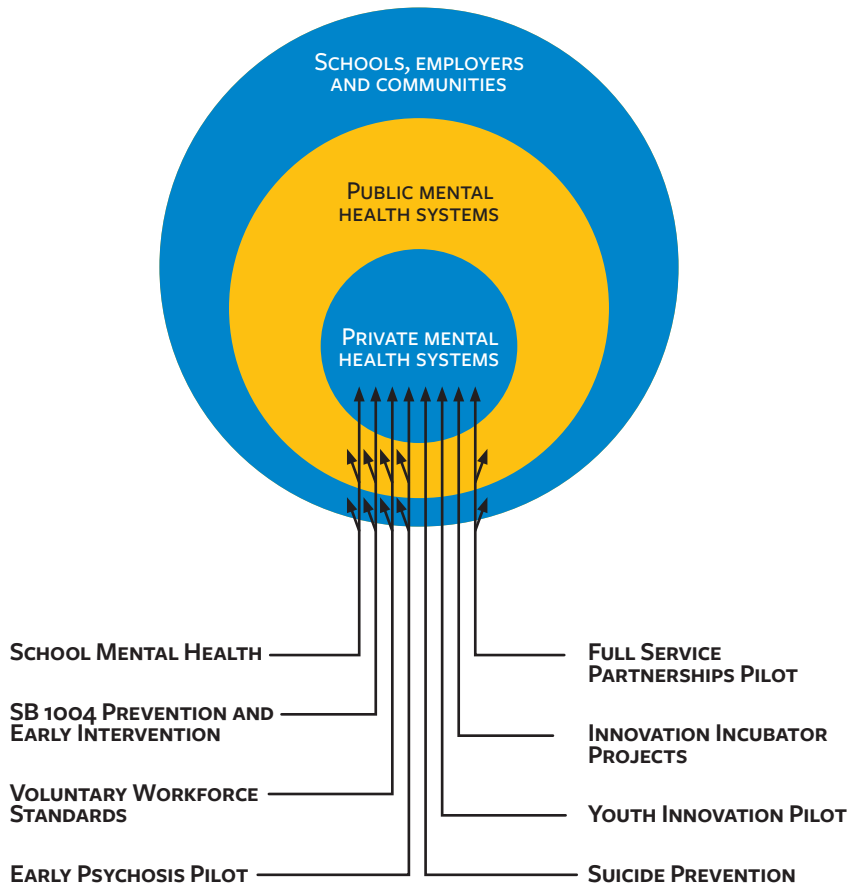 Schools, employers
and communities
Public mental
health systems
Private mental
health systems
School Mental Health
SB 1004 Prevention and
Early Intervention
Voluntary Workforce
Standards
Early Psychosis Pilot
Full Service
Partnerships Pilot
Innovation Incubator
Projects
Youth Innovation Pilot
Suicide Prevention